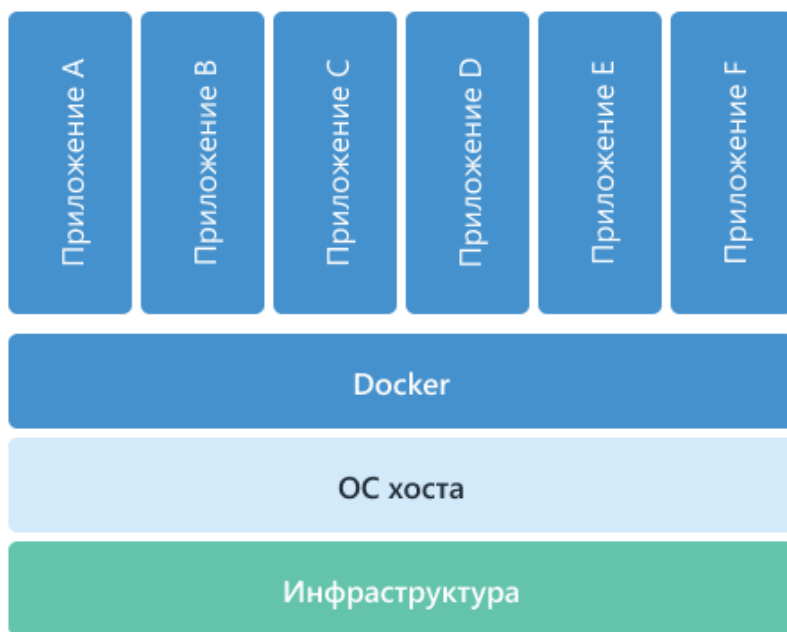 Приложение A
Приложение B
Приложение C
Приложение D
Приложение E
Приложение F
Docker
ОС хоста
Инфраструктура